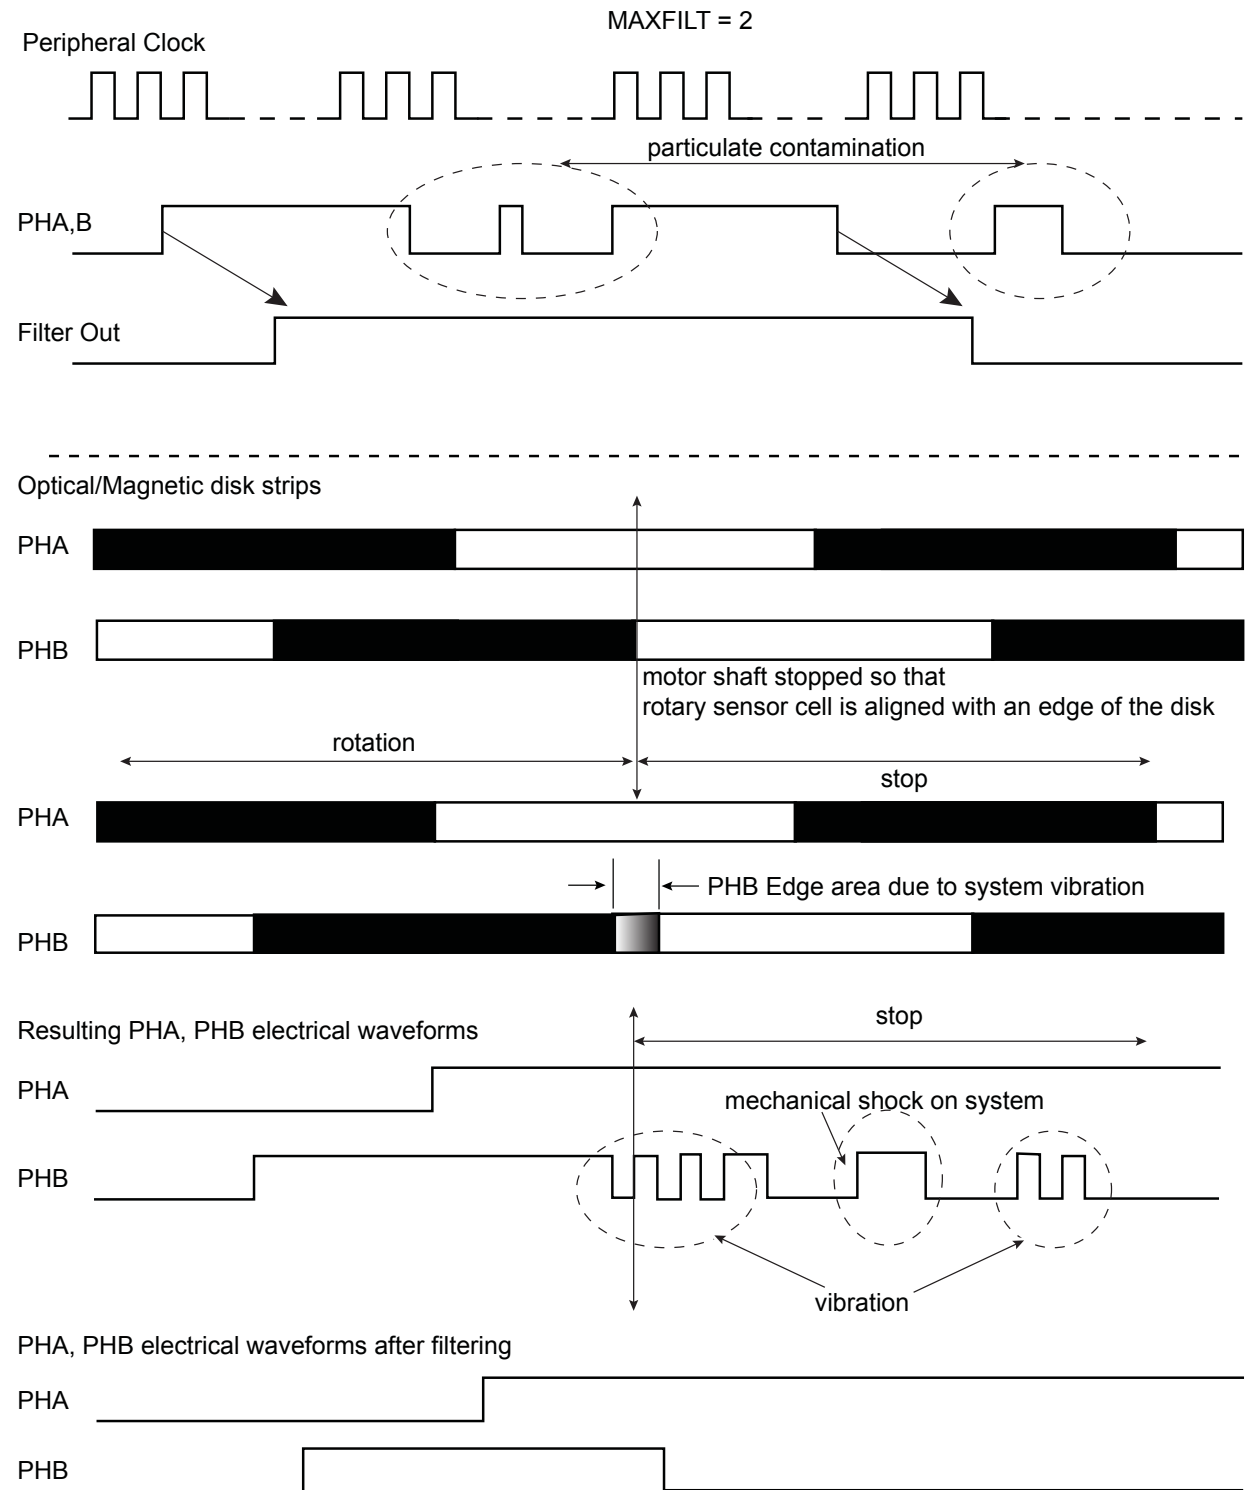 MAXFILT = 2
Peripheral Clock
particulate contamination
PHA,B
Filter Out
Optical/Magnetic disk strips
PHA
PHB
motor shaft stopped so that
rotary sensor cell is aligned with an edge of the disk
rotation
stop
PHA
PHB Edge area due to system vibration
PHB
stop
Resulting PHA, PHB electrical waveforms
PHA
mechanical shock on system
PHB
vibration
PHA, PHB electrical waveforms after filtering
PHA
PHB